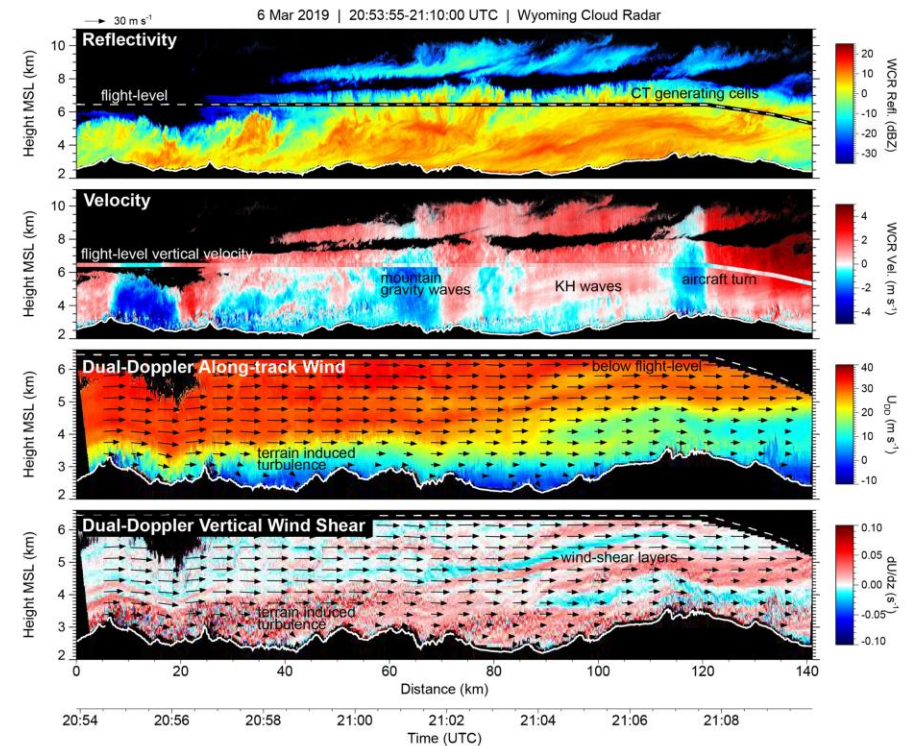 6 Mar 2019 | 20:53:55-21:10:00 UTC | Wyoming Cloud Radar
30 m s-1
Reflectivity
flight-level
CT generating cells
Height MSL (km)
10
8
6
4
2
20
10
0
-10
-20
-30
WCR Refl. (dBZ)
Velocity
flight-level vertical velocity
mountain
gravity waves
KH waves
aircraft turn
Height MSL (km)
10
8
6
4
2
4
2
0
-2
-4
WCR Vel. (m s-1)
Dual-Doppler Along-track Wind
below flight-level
terrain induced
turbulence
Height MSL (km)
6
5
4
3
2
40
30
20
10
0
-10
UDD (m s-1)
Dual-Doppler Vertical Wind Shear
wind-shear layers
terrain induced
turbulence
Height MSL (km)
6
5
4
3
2
0.10
0.05
0.00
-0.05
-0.10
dU/dz (s-1)
0 20 40 60 80 100 120 140
Distance (km)
20:54 20:56 20:58 21:00 21:02 21:04 21:06 21:08
Time (UTC)